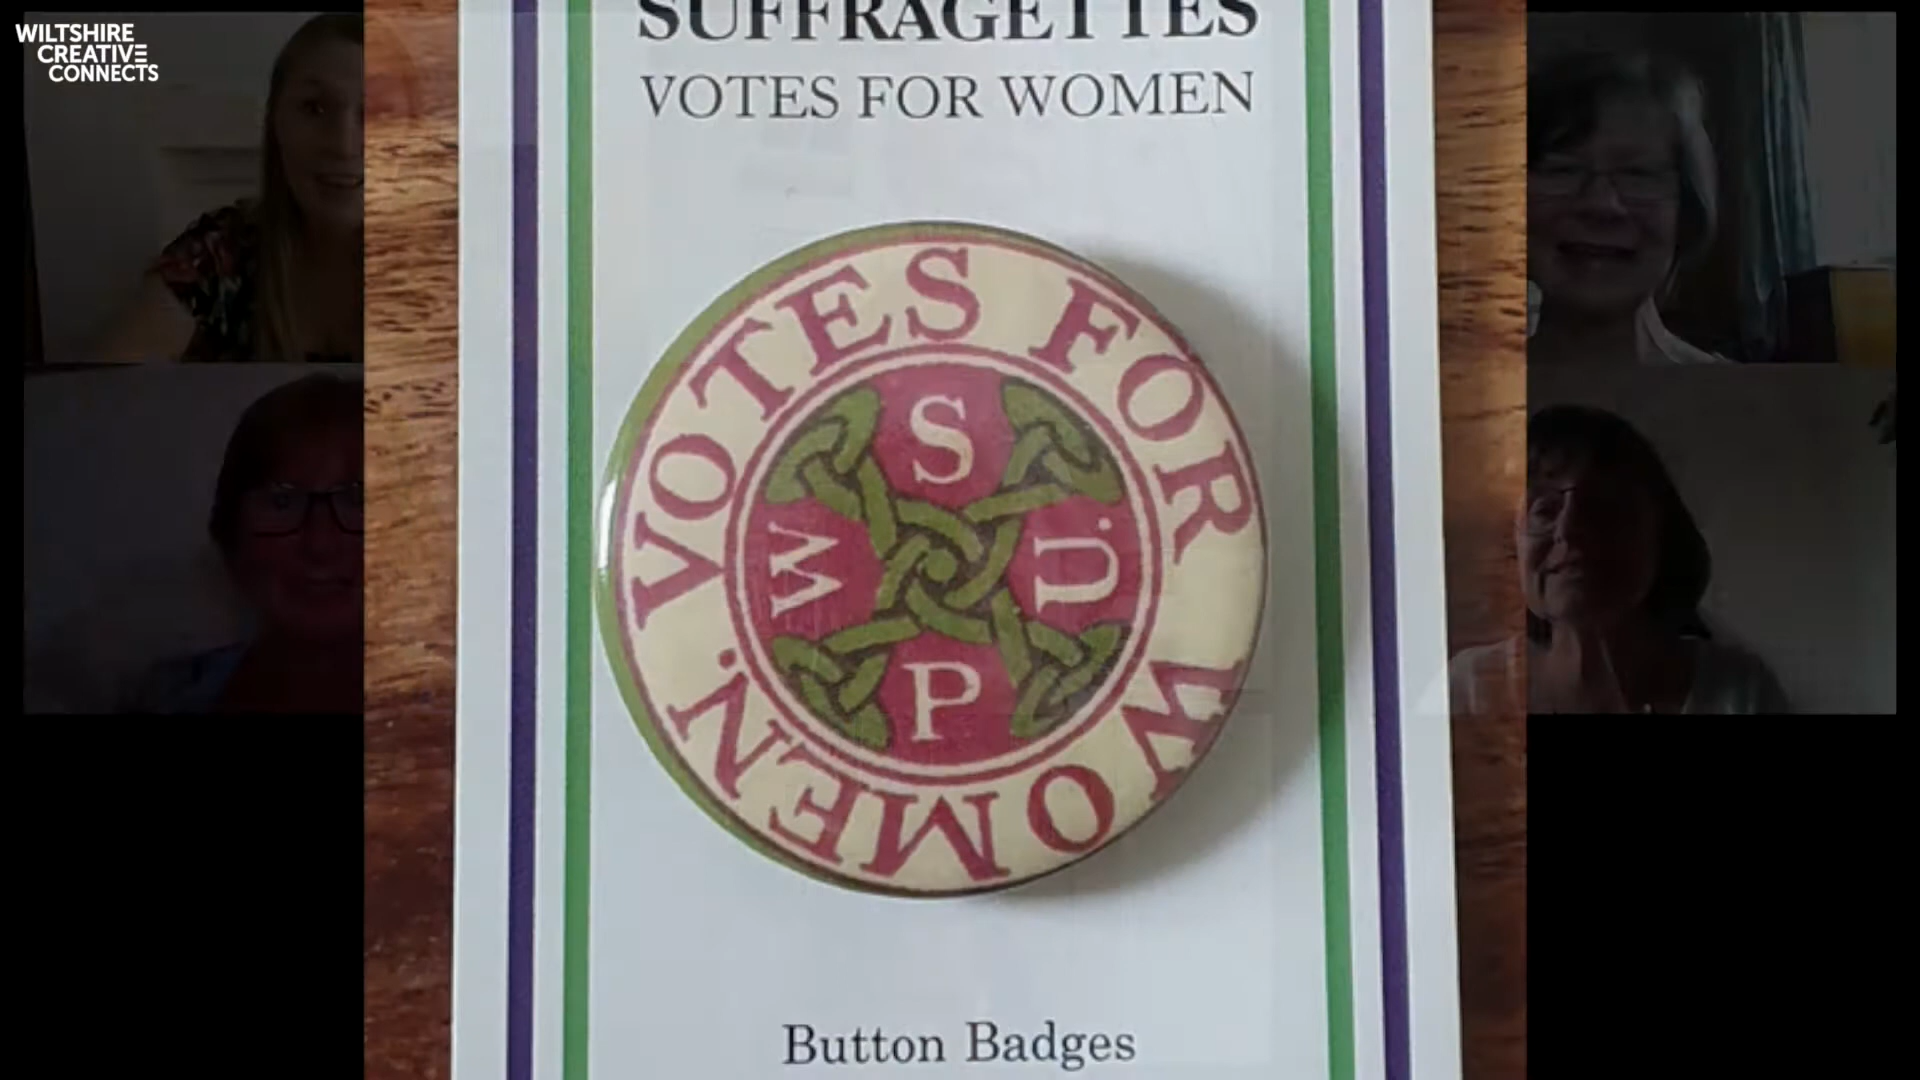 WILTSHIRE
CREATIVE
CONNECTS
SUFFRAGETTES
VOTES FOR WOMEN
VOTES FOR WOMEN.
W S P U.
Button Badges